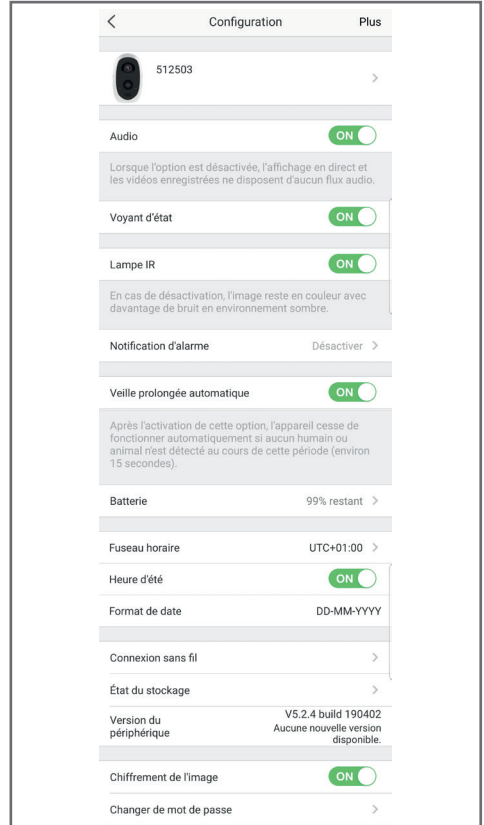 Configuration Plus
512503
Audio ON
Lorsque l'option est désactivée, l'affichage en direct et
les vidéos enregistrées ne disposent d'aucun flux audio.
Voyant d'état ON
Lampe IR ON
En cas de désactivation, l'image reste en couleur avec
davantage de bruit en environnement sombre.
Notification d'alarme Désactiver
Veille prolongée automatique ON
Après l'activation de cette option, l'appareil cesse de
fonctionner automatiquement si aucun humain ou
animal n'est détecté au cours de cette période (environ
15 secondes).
Batterie 99% restant
Fuseau horaire UTC+01:00
Heure d'été ON
Format de date DD-MM-YYYY
Connexion sans fil
État du stockage
Version du
périphérique
V5.2.4 build 190402
Aucune nouvelle version
disponible.
Chiffrement de l'image ON
Changer de mot de passe